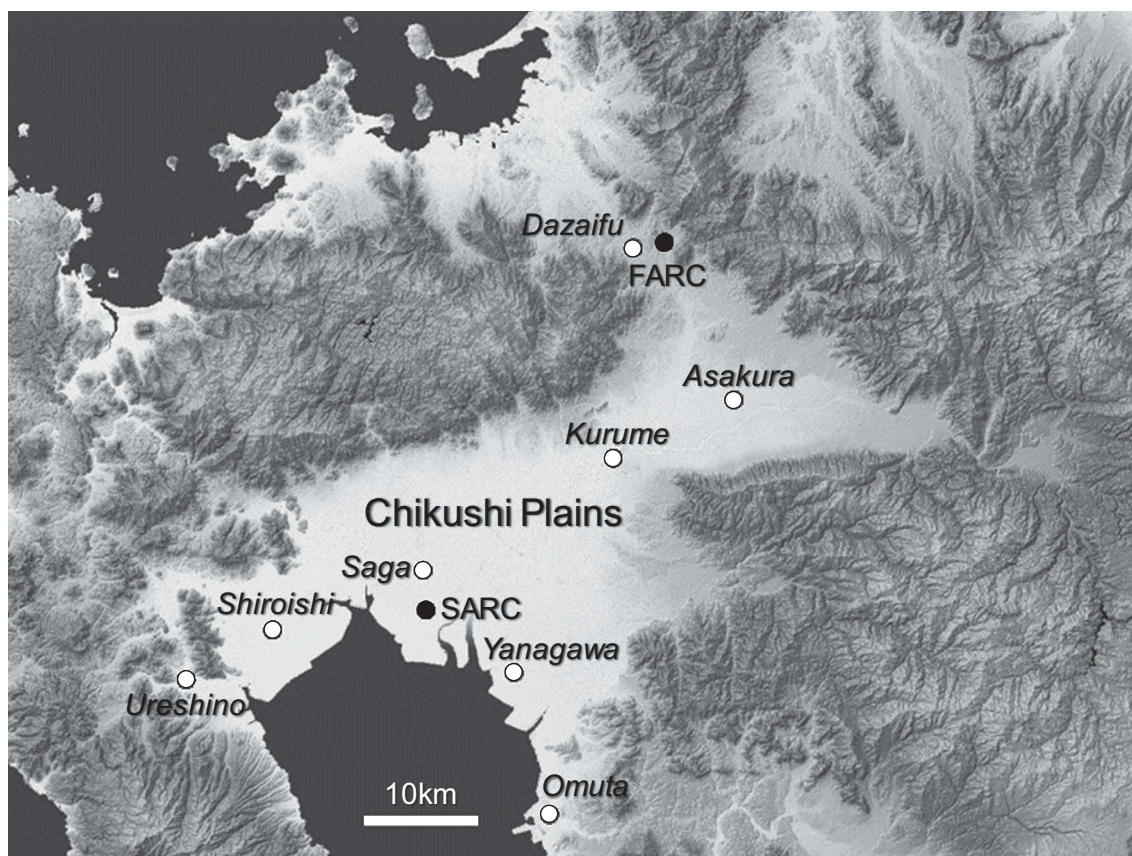 Dazaifu
FARC
Asakura
Kurume
Chikushi Plains
Saga
Shiroishi
SARC
Yanagawa
Ureshino
Omuta
10km